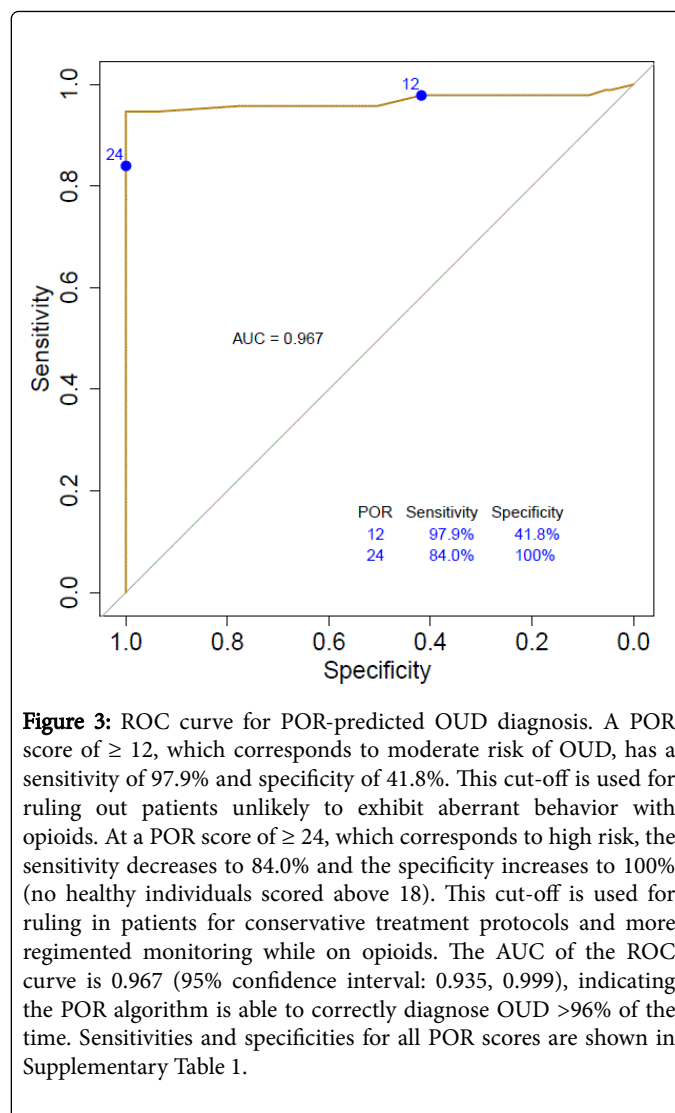 1.0
0.8
0.6
0.4
0.2
0.0
Sensitivity
12
24
AUC = 0.967
POR Sensitivity Specificity
12 97.9% 41.8%
24 84.0% 100%
1.0 0.8 0.6 0.4 0.2 0.0
Specificity
Figure 3: ROC curve for POR-predicted OUD diagnosis. A POR
score of ≥ 12, which corresponds to moderate risk of OUD, has a
sensitivity of 97.9% and specificity of 41.8%. This cut-off is used for
ruling out patients unlikely to exhibit aberrant behavior with
opioids. At a POR score of ≥ 24, which corresponds to high risk, the
sensitivity decreases to 84.0% and the specificity increases to 100%
(no healthy individuals scored above 18). This cut-off is used for
ruling in patients for conservative treatment protocols and more
regimented monitoring while on opioids. The AUC of the ROC
curve is 0.967 (95% confidence interval: 0.935, 0.999), indicating
the POR algorithm is able to correctly diagnose OUD >96% of the
time. Sensitivities and specificities for all POR scores are shown in
Supplementary Table 1.